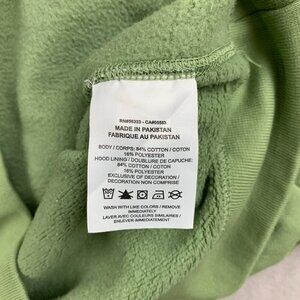 RN#56323 - CA#05553
MADE IN PAKISTAN
FABRIQUE AU PAKISTAN
BODY / CORPS: 84% COTTON / COTON
16% POLYESTER
HOOD LINING / DOUBLURE DE CAPUCHE:
84% COTTON / COTON
16% POLYESTER
EXCLUSIVE OF DECORATION /
DECORATION NON COMPRISE
WASH WITH LIKE COLORS / REMOVE
IMMEDIATELY
LAVER AVEC COULEURS SIMILAIRES /
ENLEVER IMMEDIATEMENT